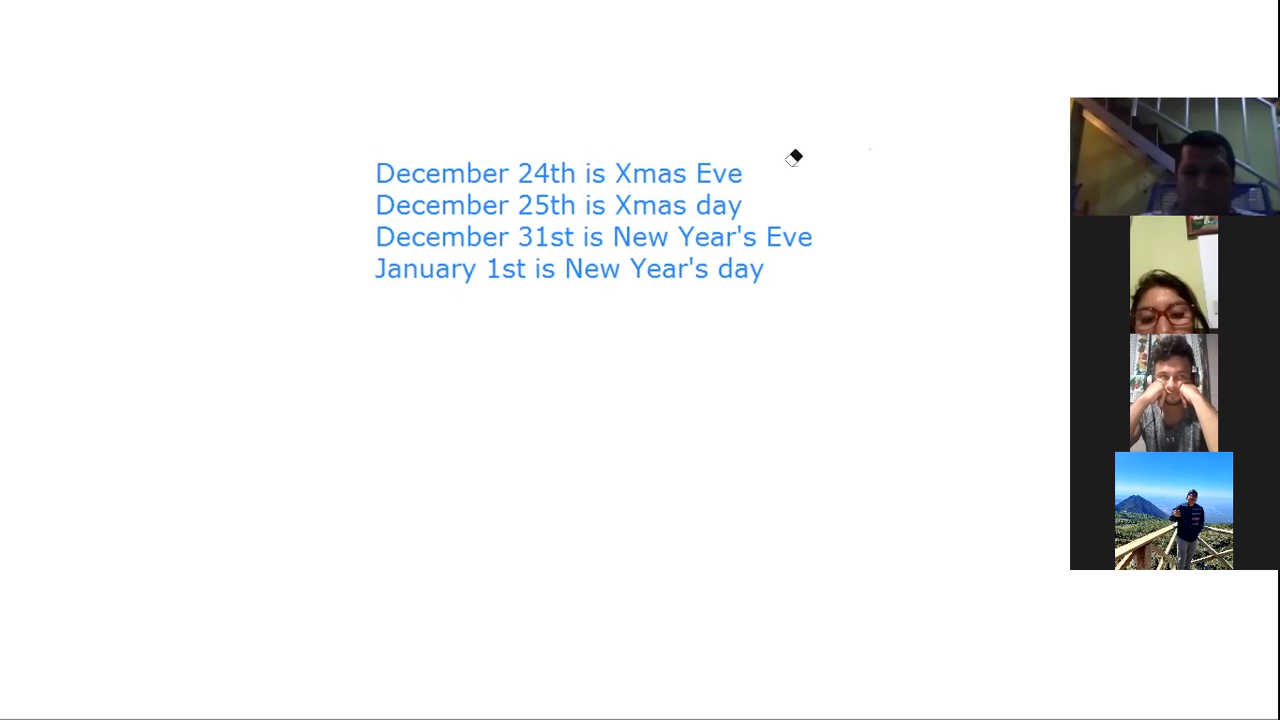 December 24th is Xmas Eve
December 25th is Xmas day
December 31st is New Year's Eve
January 1st is New Year's day